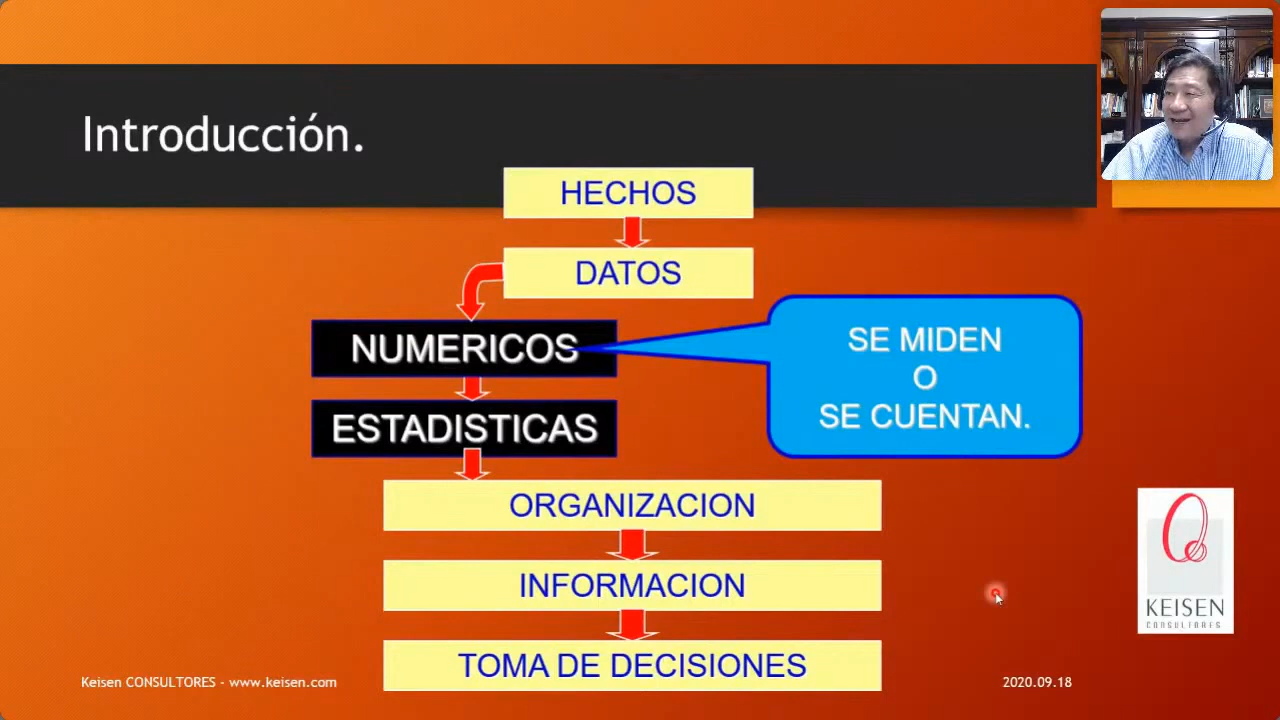 Introducción.
HECHOS
DATOS
NUMERICOS
SE MIDEN
O
SE CUENTAN.
ESTADISTICAS
ORGANIZACION
INFORMACION
TOMA DE DECISIONES
KEISEN
CONSULTORES
Keisen CONSULTORES - www.keisen.com
2020.09.18